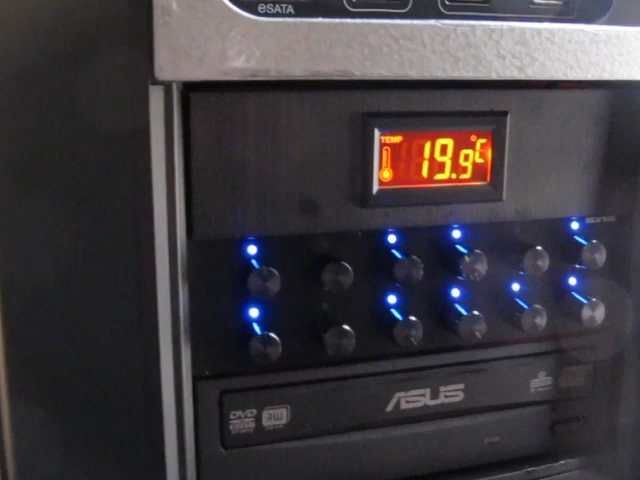 eSATA
TEMP
19.9°C
DVD
RW
ASUS